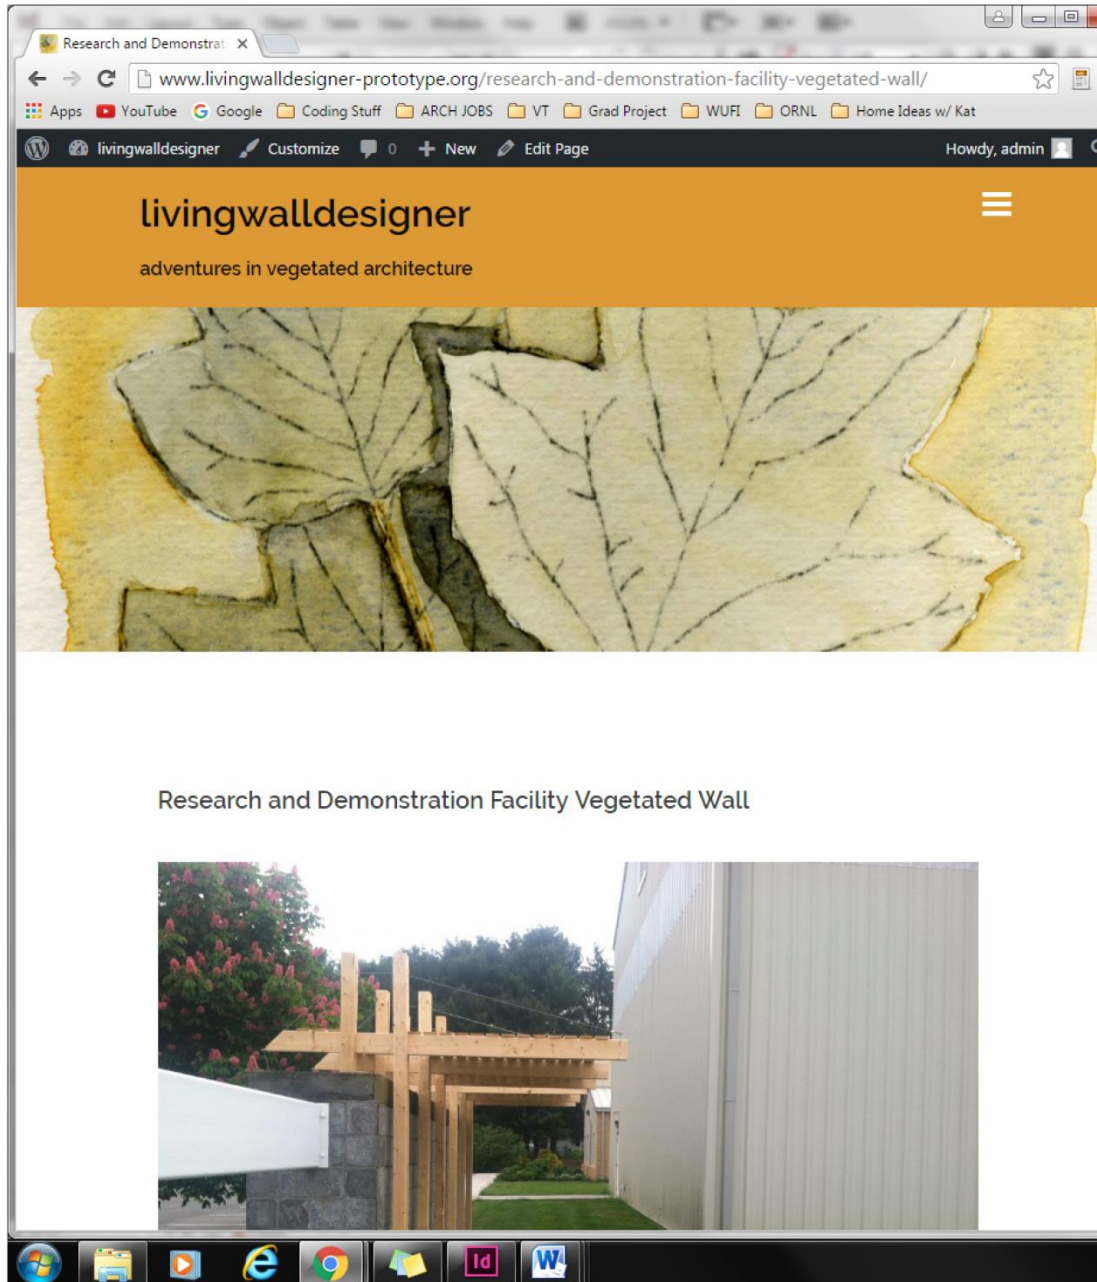 Research and Demonstrat
www.livingwalldesigner-prototype.org/research-and-demonstration-facility-vegetated-wall/
Apps YouTube Google Coding Stuff ARCH JOBS VT Grad Project WUFI ORNL Home Ideas w/ Kat
livingwalldesigner Customize 0 New Edit Page Howdy, admin
livingwalldesigner
adventures in vegetated architecture
Research and Demonstration Facility Vegetated Wall
Id W